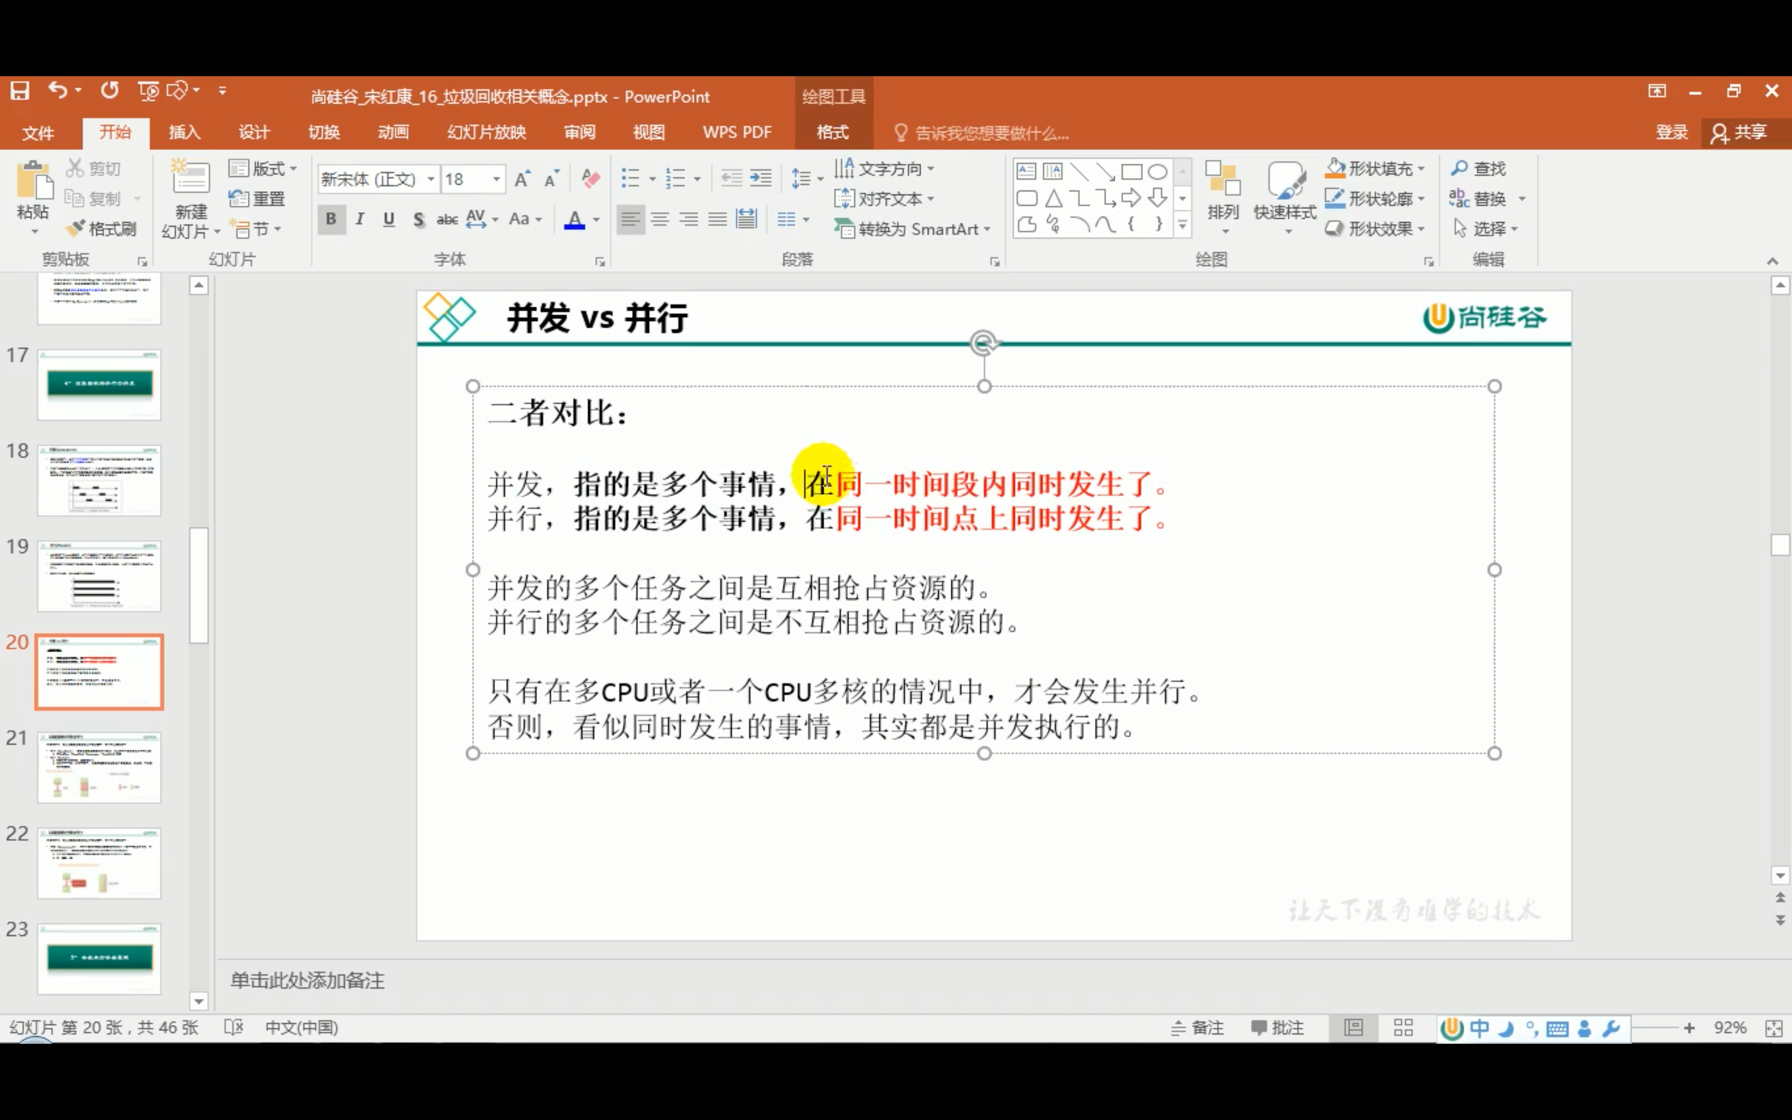 尚硅谷_宋红康_16_垃圾回收相关概念.pptx - PowerPoint
绘图工具
文件 开始 插入 设计 切换 动画 幻灯片放映 审阅 视图 WPS PDF 格式 告诉我您想要做什么... 登录 共享
剪切
复制
格式刷
粘贴
剪贴板
新建
幻灯片
版式
重置
节
幻灯片
新宋体 (正文) 18
B I U S abc AV Aa A
字体
文字方向
对齐文本
转换为 SmartArt
段落
排列
快速样式
形状填充
形状轮廓
形状效果
绘图
查找
替换
选择
编辑
17
18
19
20
21
22
23
并发 vs 并行
尚硅谷
二者对比：
并发，指的是多个事情，在同一时间段内同时发生了。
并行，指的是多个事情，在同一时间点上同时发生了。
并发的多个任务之间是互相抢占资源的。
并行的多个任务之间是不互相抢占资源的。
只有在多CPU或者一个CPU多核的情况中，才会发生并行。
否则，看似同时发生的事情，其实都是并发执行的。
让天下没有难学的技术
单击此处添加备注
幻灯片 第 20 张，共 46 张 中文(中国) 备注 批注 中 92%